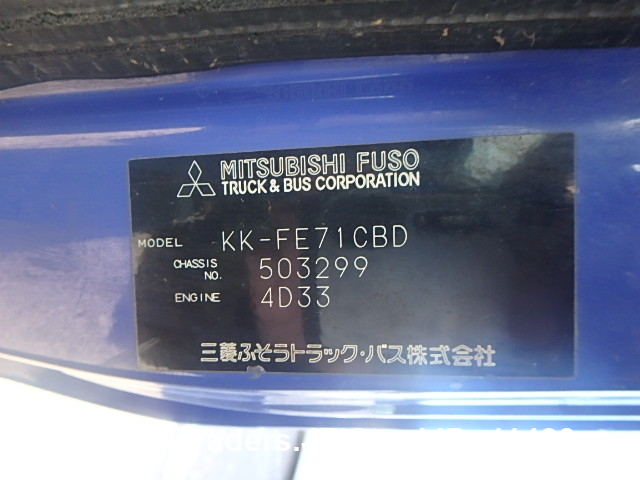 MITSUBISHI FUSO
TRUCK & BUS CORPORATION
MODEL KK-FE71CBD
CHASSIS NO. 503299
ENGINE 4D33
三菱ふそうトラック・バス株式会社